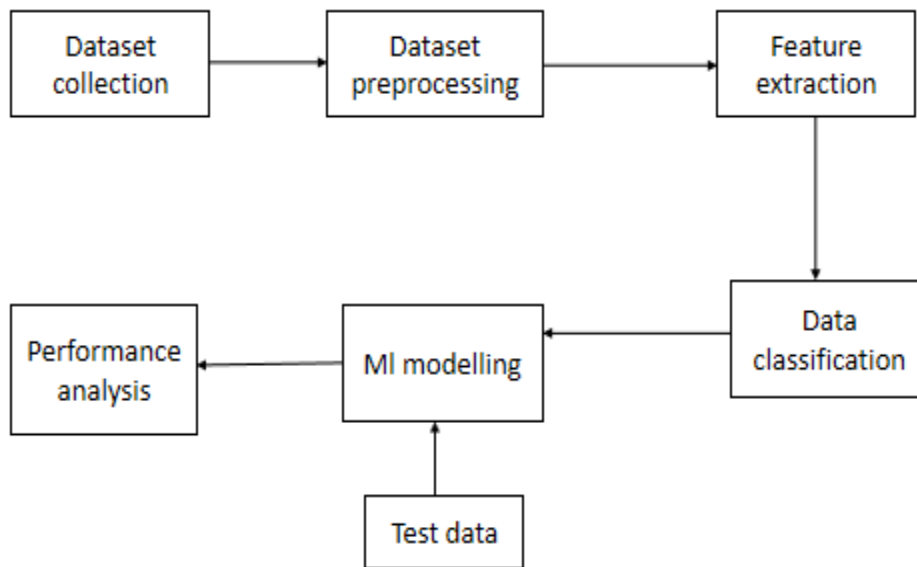 Dataset
collection
Dataset
preprocessing
Feature
extraction
Data
classification
Ml modelling
Performance
analysis
Test data